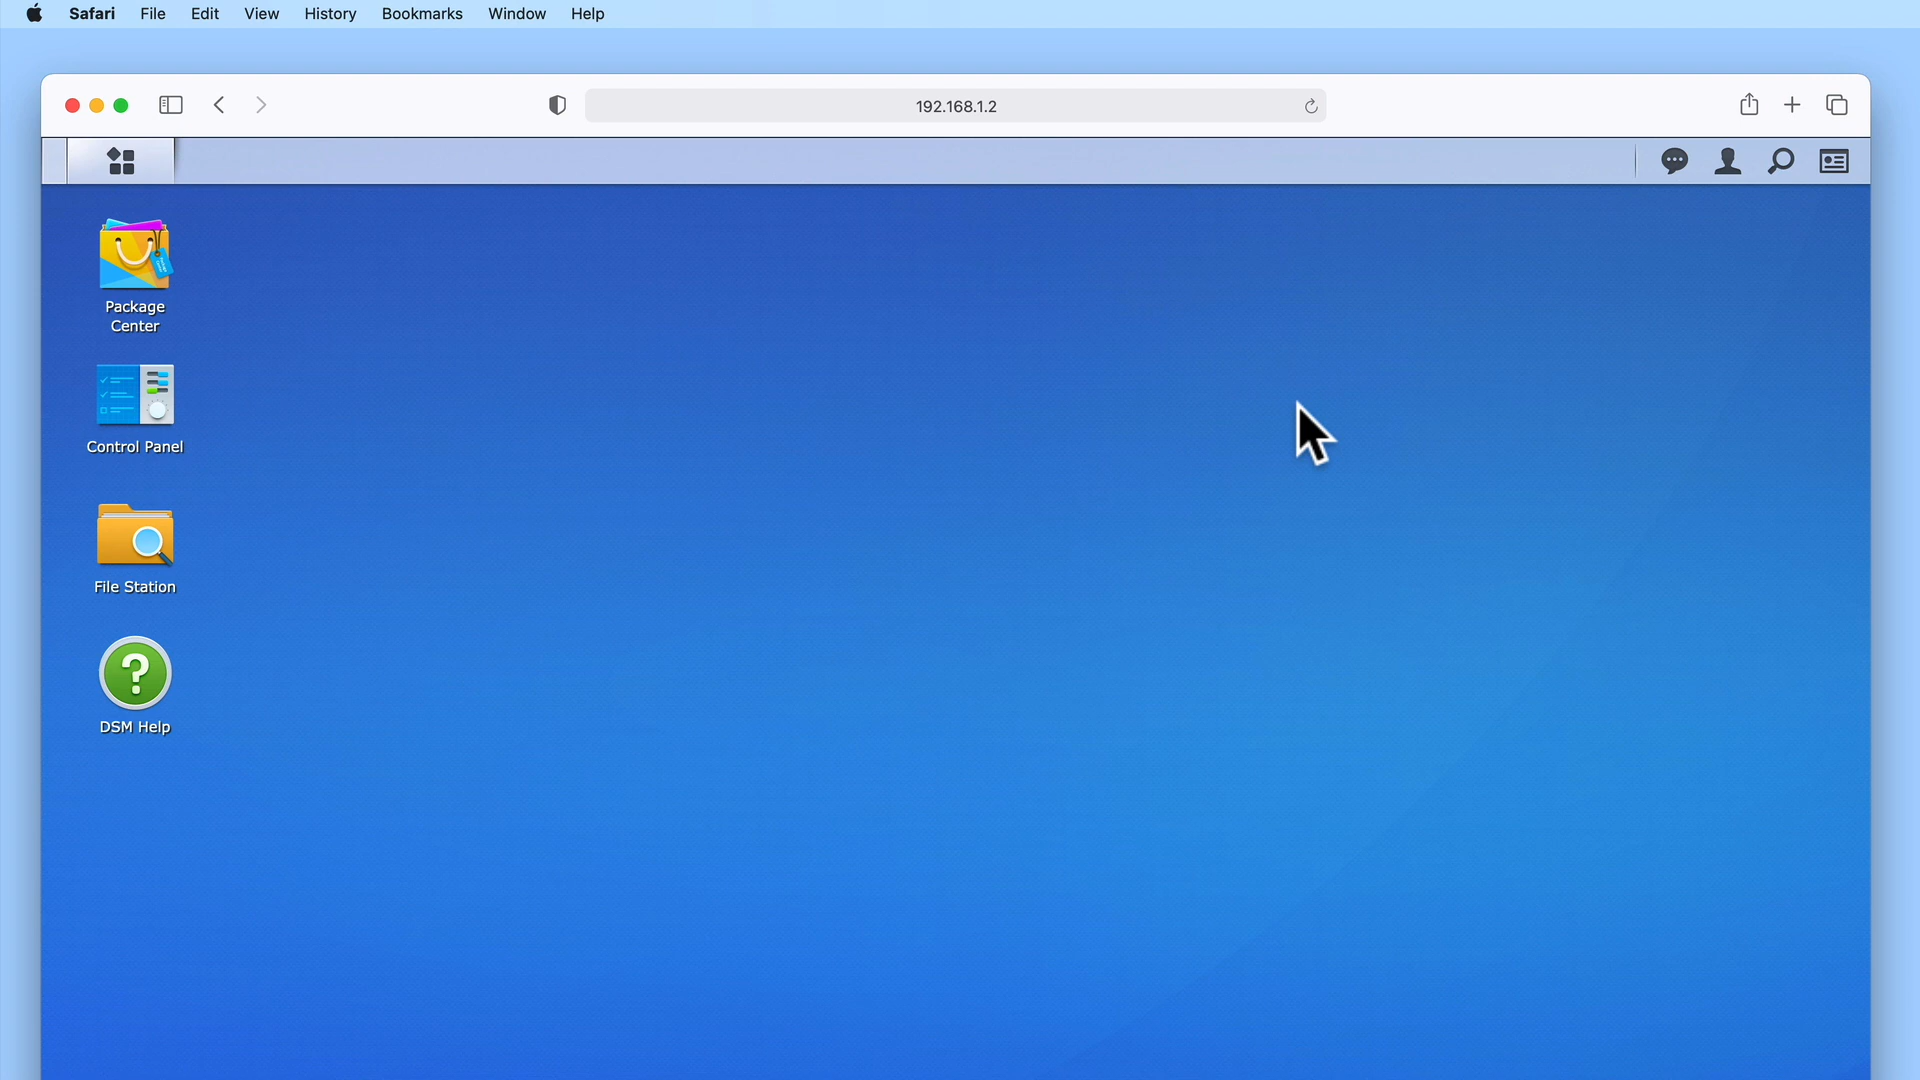 Safari File Edit View History Bookmarks Window Help
192.168.1.2
Package
Center
Control Panel
File Station
?
DSM Help